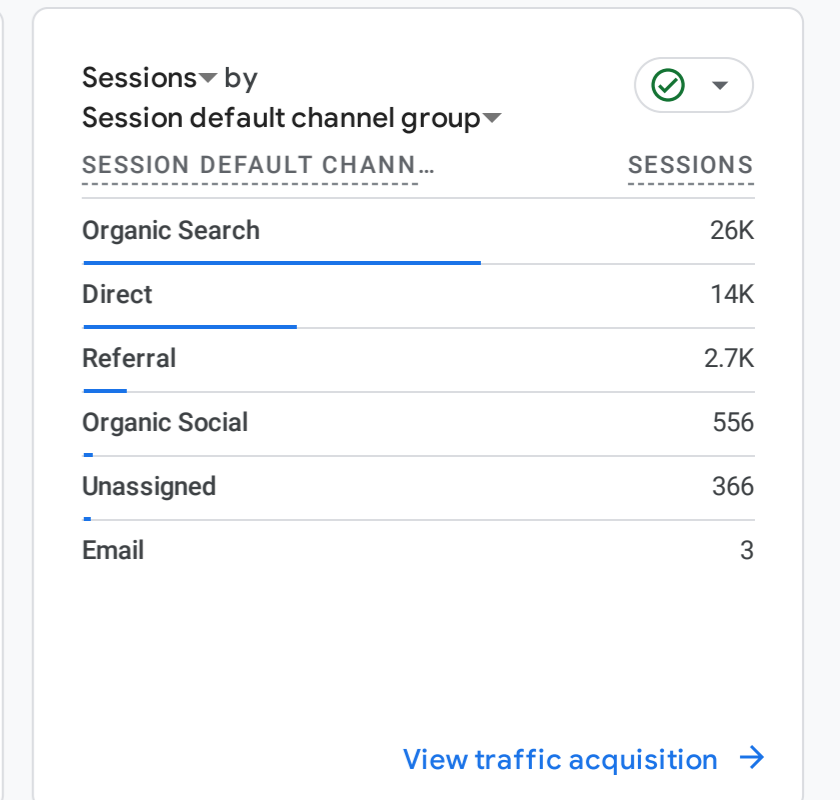 Sessions by
Session default channel group
SESSION DEFAULT CHANN... SESSIONS
Organic Search 26K
Direct 14K
Referral 2.7K
Organic Social 556
Unassigned 366
Email 3
View traffic acquisition